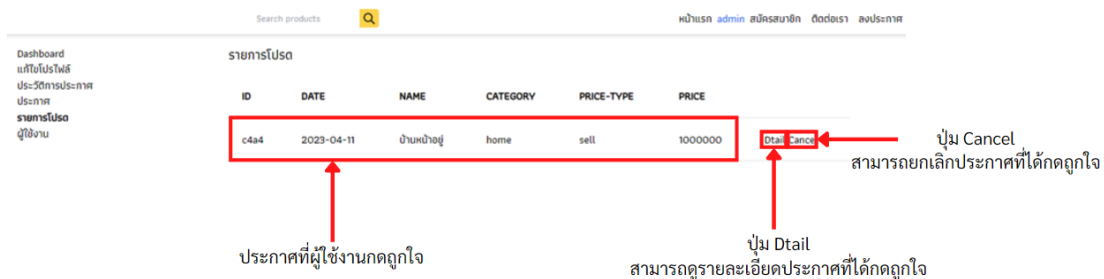 Search products
หน้าแรก admin สมัครสมาชิก ติดต่อเรา ลงประกาศ
Dashboard
แก้ไขโปรไฟล์
ประวัติการประกาศ
ประกาศ
รายการโปรด
ผู้ใช้งาน
รายการโปรด
ID DATE NAME CATEGORY PRICE-TYPE PRICE
c4a4 2023-04-11 บ้านหน้าอยู่ home sell 1000000 Dtail Cancel
ปุ่ม Cancel
สามารถยกเลิกประกาศที่ได้กดถูกใจ
ประกาศที่ผู้ใช้งานกดถูกใจ
ปุ่ม Dtail
สามารถดูรายละเอียดประกาศที่ได้กดถูกใจ